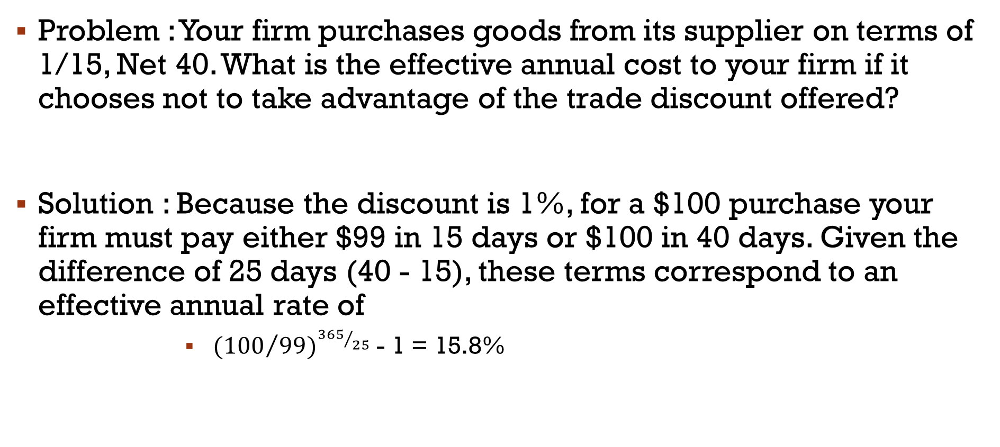 ▪ Problem : Your firm purchases goods from its supplier on terms of
1/15, Net 40. What is the effective annual cost to your firm if it
chooses not to take advantage of the trade discount offered?
▪ Solution : Because the discount is 1%, for a $100 purchase your
firm must pay either $99 in 15 days or $100 in 40 days. Given the
difference of 25 days (40 - 15), these terms correspond to an
effective annual rate of
▪ (100/99)^365/25 - 1 = 15.8%